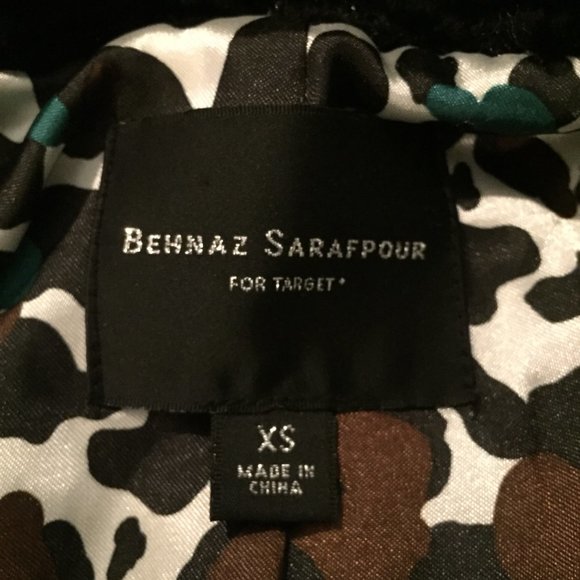 BEHNAZ SARAFPOUR
FOR TARGET
XS
MADE IN
CHINA